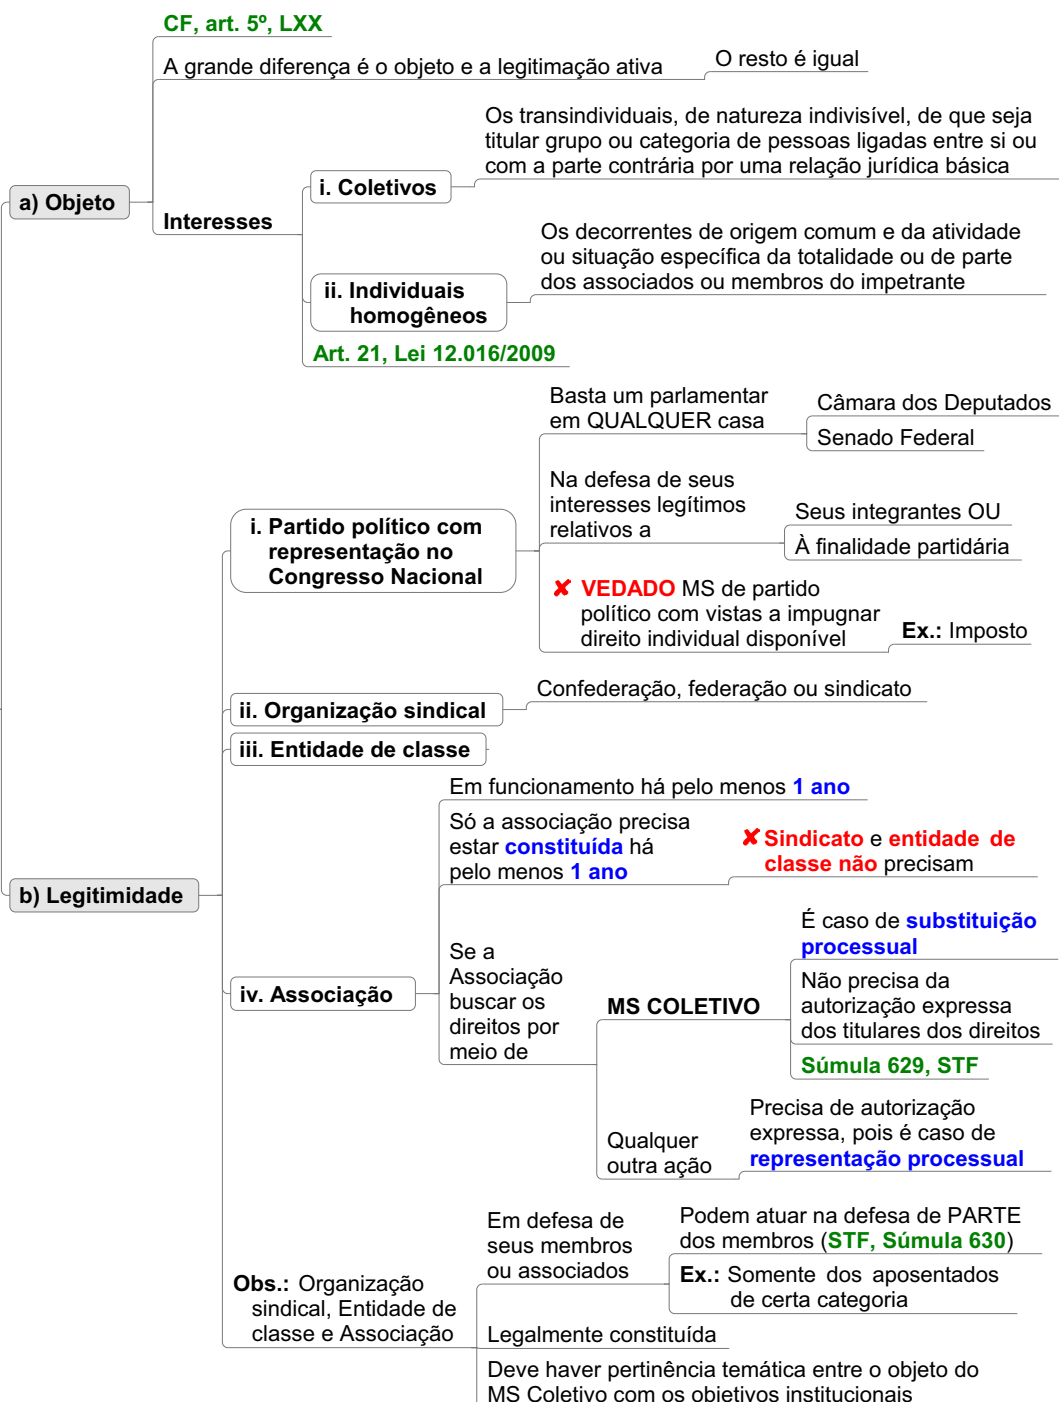 CF, art. 5º, LXX
A grande diferença é o objeto e a legitimação ativa
O resto é igual
a) Objeto
Interesses
i. Coletivos
Os transindividuais, de natureza indivisível, de que seja
titular grupo ou categoria de pessoas ligadas entre si ou
com a parte contrária por uma relação jurídica básica
ii. Individuais
homogêneos
Os decorrentes de origem comum e da atividade
ou situação específica da totalidade ou de parte
dos associados ou membros do impetrante
Art. 21, Lei 12.016/2009
b) Legitimidade
i. Partido político com
representação no
Congresso Nacional
Basta um parlamentar
em QUALQUER casa
Câmara dos Deputados
Senado Federal
Na defesa de seus
interesses legítimos
relativos a
Seus integrantes OU
À finalidade partidária
✘ VEDADO MS de partido
político com vistas a impugnar
direito individual disponível
Ex.: Imposto
ii. Organização sindical
Confederação, federação ou sindicato
iii. Entidade de classe
iv. Associação
Em funcionamento há pelo menos 1 ano
Só a associação precisa
estar constituída há
pelo menos 1 ano
✘ Sindicato e entidade de
classe não precisam
Se a
Associação
buscar os
direitos por
meio de
MS COLETIVO
É caso de substituição
processual
Não precisa da
autorização expressa
dos titulares dos direitos
Súmula 629, STF
Qualquer
outra ação
Precisa de autorização
expressa, pois é caso de
representação processual
Obs.: Organização
sindical, Entidade de
classe e Associação
Em defesa de
seus membros
ou associados
Podem atuar na defesa de PARTE
dos membros (STF, Súmula 630)
Ex.: Somente dos aposentados
de certa categoria
Legalmente constituída
Deve haver pertinência temática entre o objeto do
MS Coletivo com os objetivos institucionais